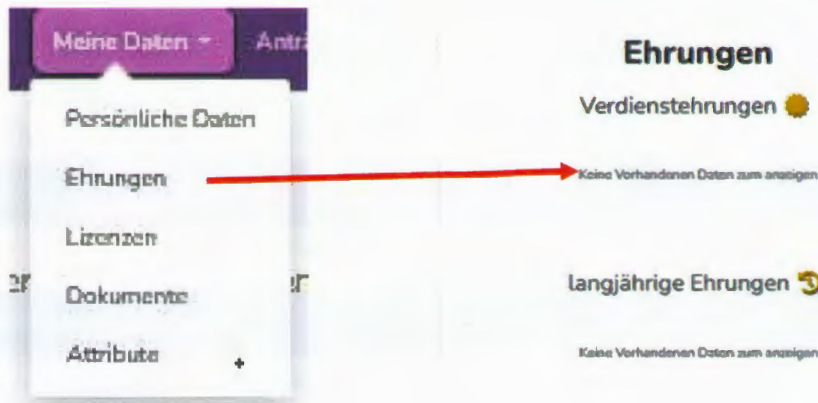 Meine Daten
Persönliche Daten
Ehrungen
Lizenzen
Dokumente
Attribute
Ehrungen
Verdienstehrungen
Keine Vorhandenen Daten zum anzeigen
langjährige Ehrungen
Keine Vorhandenen Daten zum anzeigen